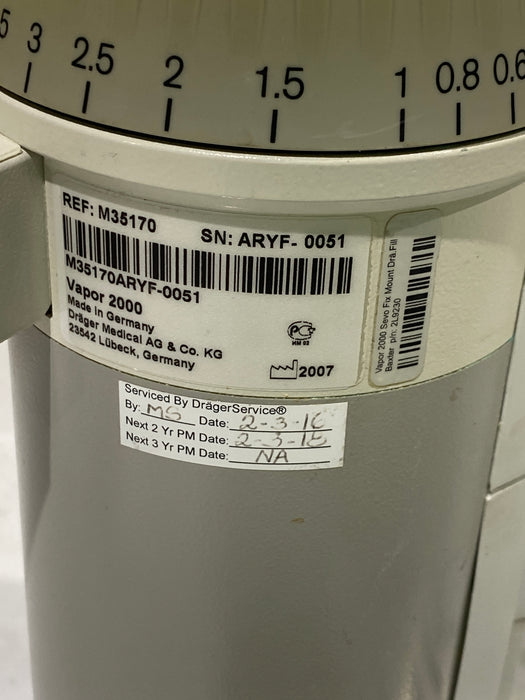 3 2.5 2 1.5 1 0.8 0.6
REF: M35170 SN: ARYF- 0051
M35170ARYF-0051
Vapor 2000
Made in Germany
Dräger Medical AG & Co. KG
23542 Lübeck, Germany
2007
Vapor 2000 Sevo Fix Mount Drä.Fill
Baxter p/n: 2L9230
Serviced By DrägerService®
By: MS Date: 2-3-16
Next 2 Yr PM Date: 2-3-18
Next 3 Yr PM Date: NA